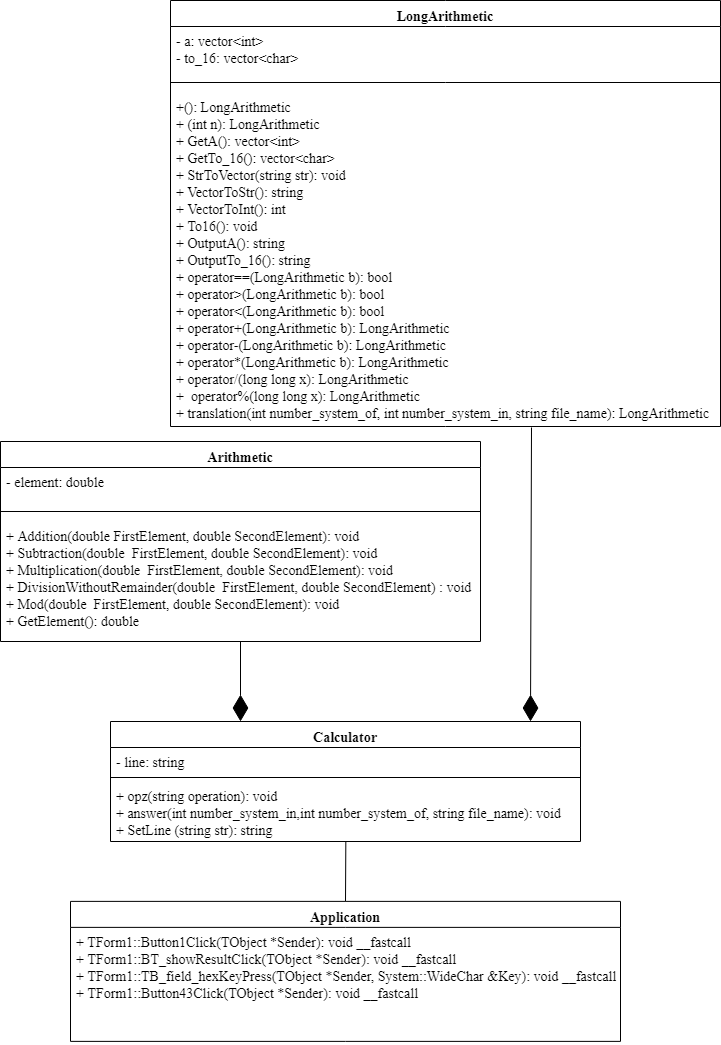 LongArithmetic
- a: vector<int>
- to_16: vector<char>
+(): LongArithmetic
+ (int n): LongArithmetic
+ GetA(): vector<int>
+ GetTo_16(): vector<char>
+ StrToVector(string str): void
+ VectorToStr(): string
+ VectorToInt(): int
+ To16(): void
+ OutputA(): string
+ OutputTo_16(): string
+ operator==(LongArithmetic b): bool
+ operator>(LongArithmetic b): bool
+ operator<(LongArithmetic b): bool
+ operator+(LongArithmetic b): LongArithmetic
+ operator-(LongArithmetic b): LongArithmetic
+ operator*(LongArithmetic b): LongArithmetic
+ operator/(long long x): LongArithmetic
+  operator%(long long x): LongArithmetic
+ translation(int number_system_of, int number_system_in, string file_name): LongArithmetic
Arithmetic
- element: double
+ Addition(double FirstElement, double SecondElement): void
+ Subtraction(double  FirstElement, double SecondElement): void
+ Multiplication(double  FirstElement, double SecondElement): void
+ DivisionWithoutRemainder(double  FirstElement, double SecondElement) : void
+ Mod(double  FirstElement, double SecondElement): void
+ GetElement(): double
Calculator
- line: string
+ opz(string operation): void
+ answer(int number_system_in,int number_system_of, string file_name): void
+ SetLine (string str): string
Application
+ TForm1::Button1Click(TObject *Sender): void __fastcall
+ TForm1::BT_showResultClick(TObject *Sender): void __fastcall
+ TForm1::TB_field_hexKeyPress(TObject *Sender, System::WideChar &Key): void __fastcall
+ TForm1::Button43Click(TObject *Sender): void __fastcall